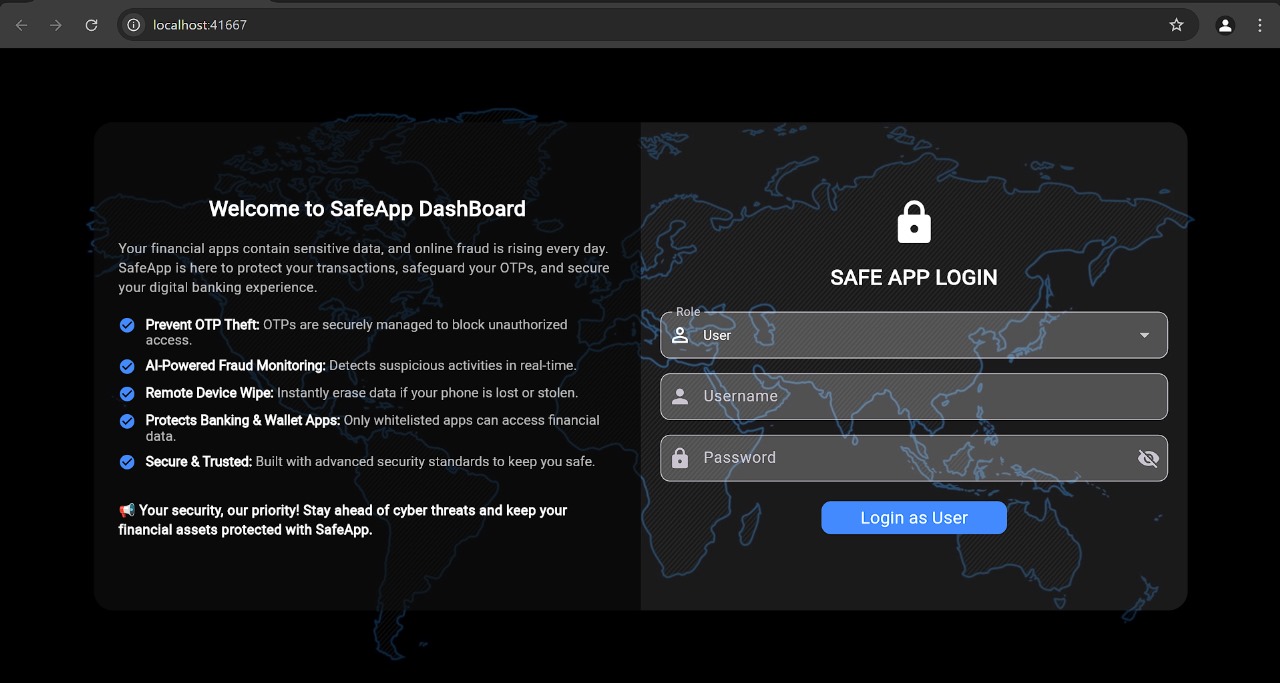 localhost:41667
Welcome to SafeApp DashBoard
Your financial apps contain sensitive data, and online fraud is rising every day.
SafeApp is here to protect your transactions, safeguard your OTPs, and secure
your digital banking experience.
Prevent OTP Theft: OTPs are securely managed to block unauthorized
access.
AI-Powered Fraud Monitoring: Detects suspicious activities in real-time.
Remote Device Wipe: Instantly erase data if your phone is lost or stolen.
Protects Banking & Wallet Apps: Only whitelisted apps can access financial
data.
Secure & Trusted: Built with advanced security standards to keep you safe.
📢 Your security, our priority! Stay ahead of cyber threats and keep your
financial assets protected with SafeApp.
SAFE APP LOGIN
Role
User
Username
Password
Login as User